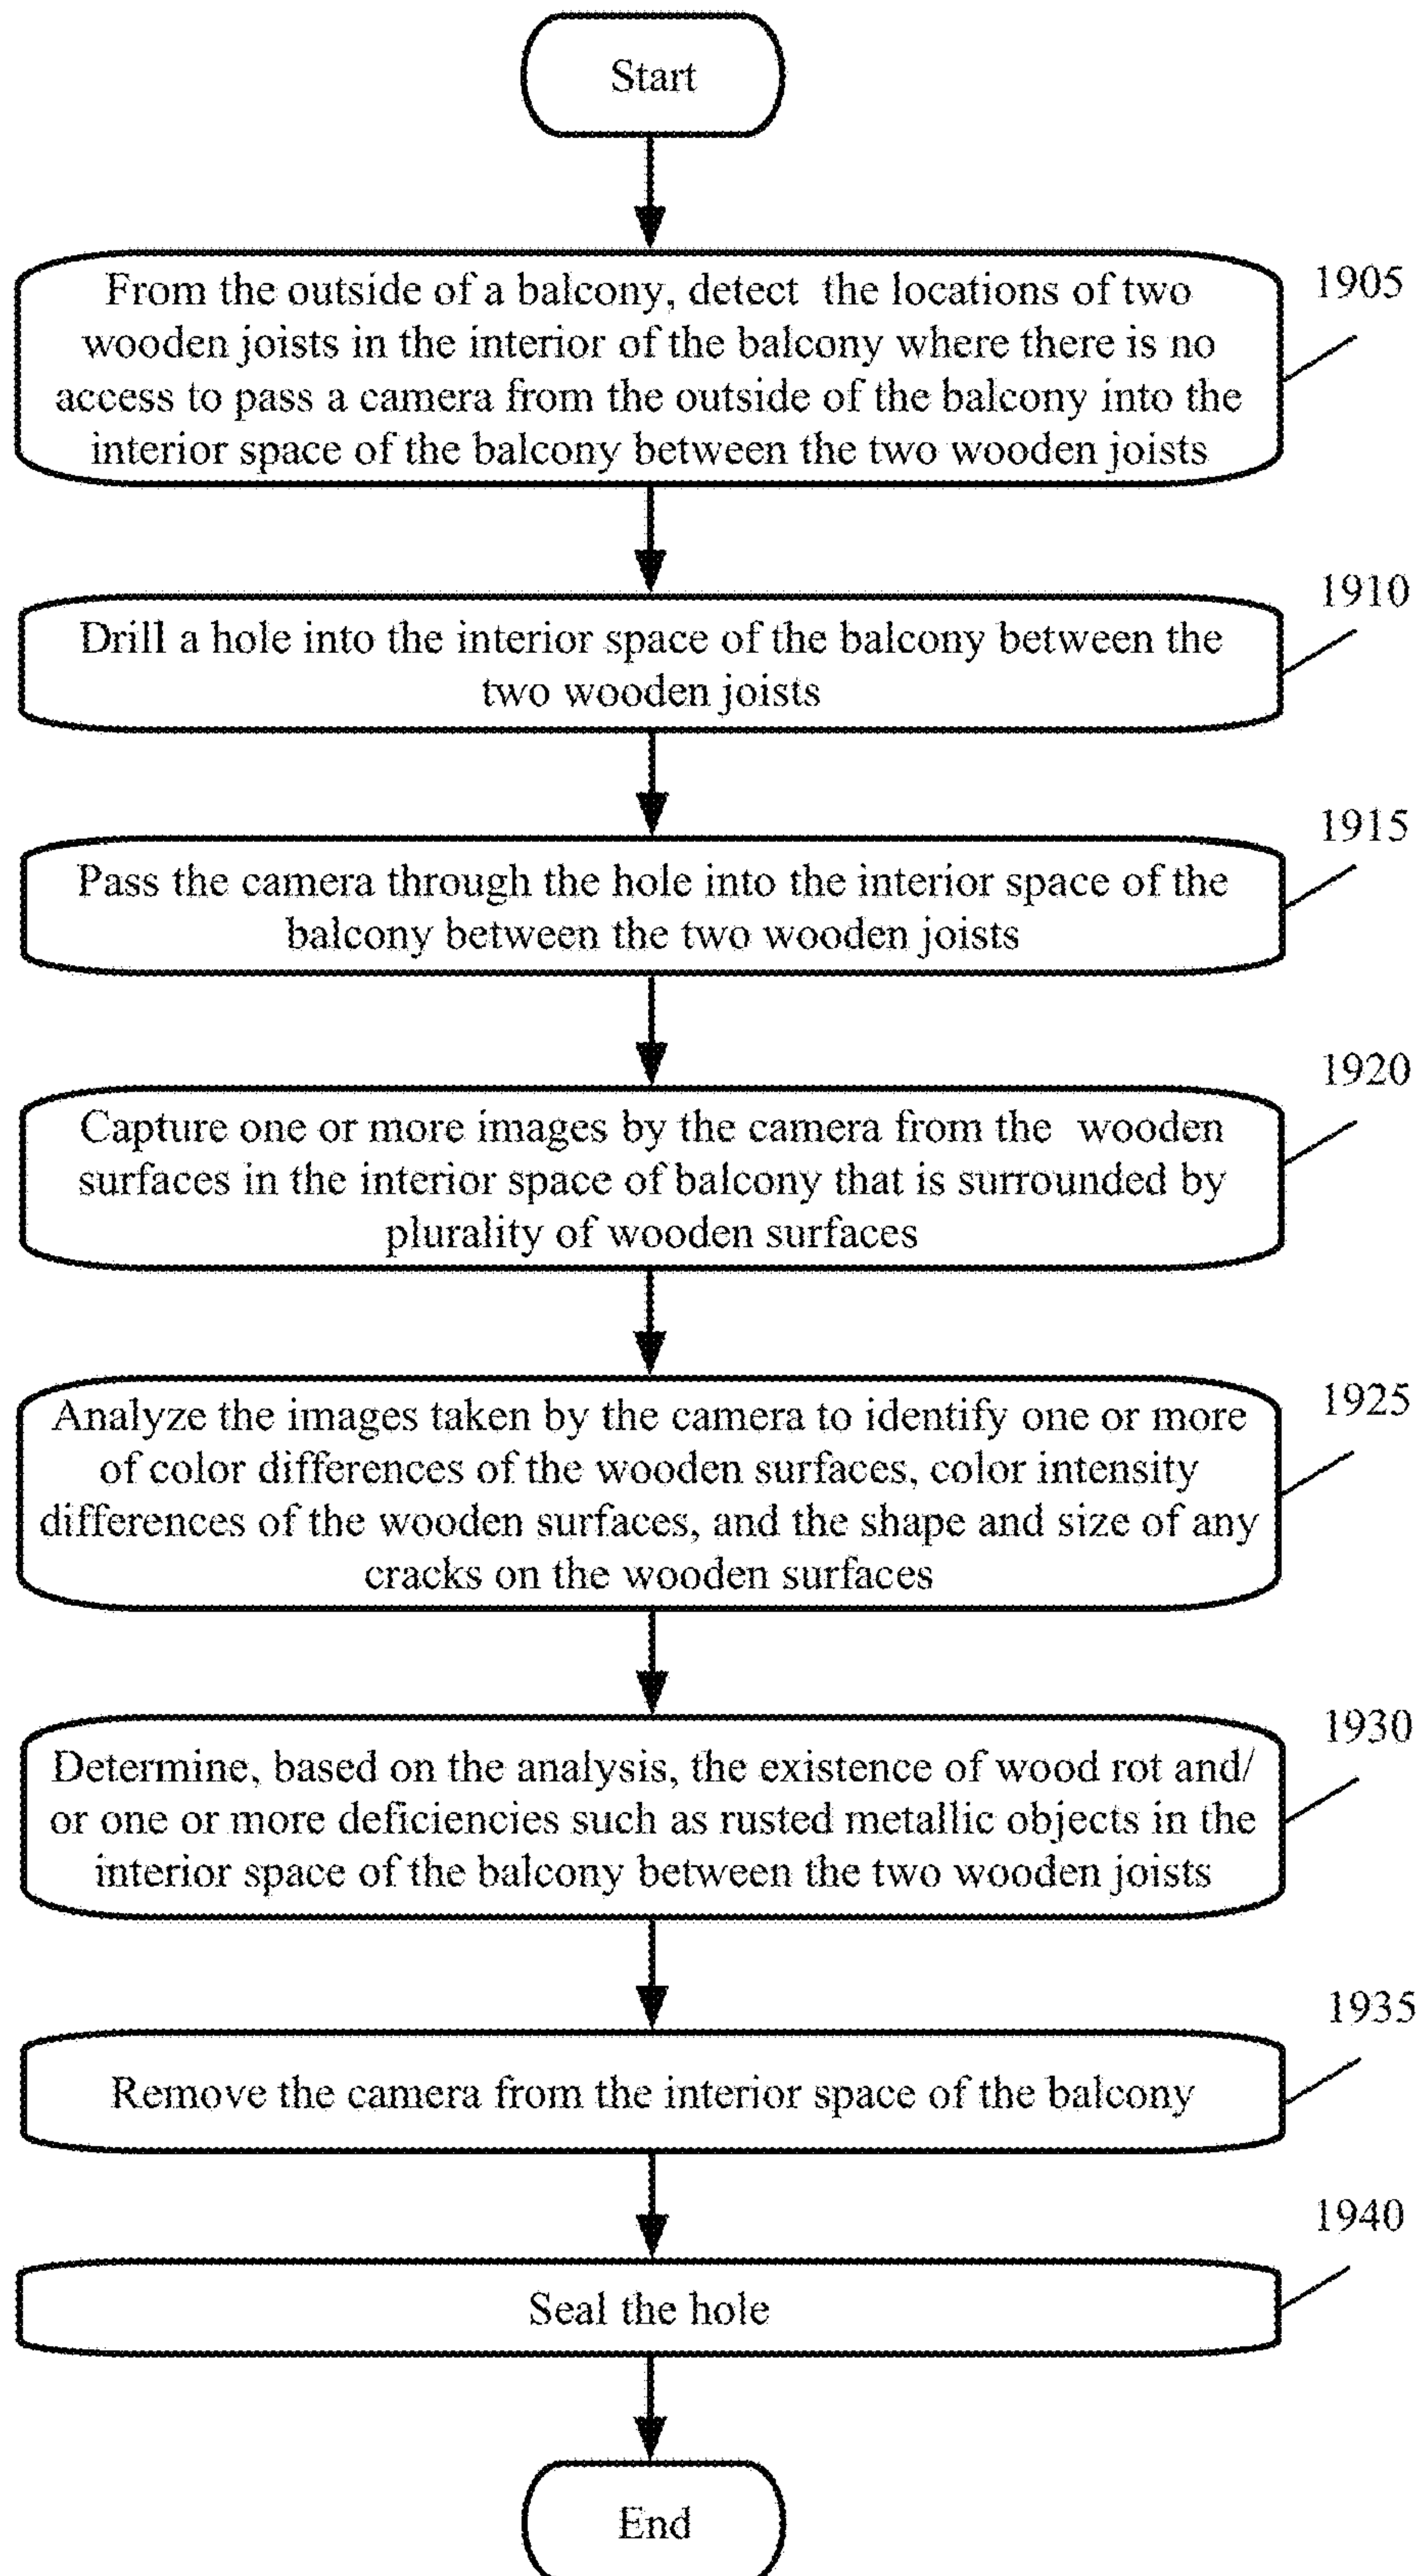 Start
1905
From the outside of a balcony, detect the locations of two
wooden joists in the interior of the balcony where there is no
access to pass a camera from the outside of the balcony into the
interior space of the balcony between the two wooden joists
1910
Drill a hole into the interior space of the balcony between the
two wooden joists
1915
Pass the camera through the hole into the interior space of the
balcony between the two wooden joists
1920
Capture one or more images by the camera from the wooden
surfaces in the interior space of balcony that is surrounded by
plurality of wooden surfaces
1925
Analyze the images taken by the camera to identify one or more
of color differences of the wooden surfaces, color intensity
differences of the wooden surfaces, and the shape and size of any
cracks on the wooden surfaces
1930
Determine, based on the analysis, the existence of wood rot and/
or one or more deficiencies such as rusted metallic objects in the
interior space of the balcony between the two wooden joists
1935
Remove the camera from the interior space of the balcony
1940
Seal the hole
End